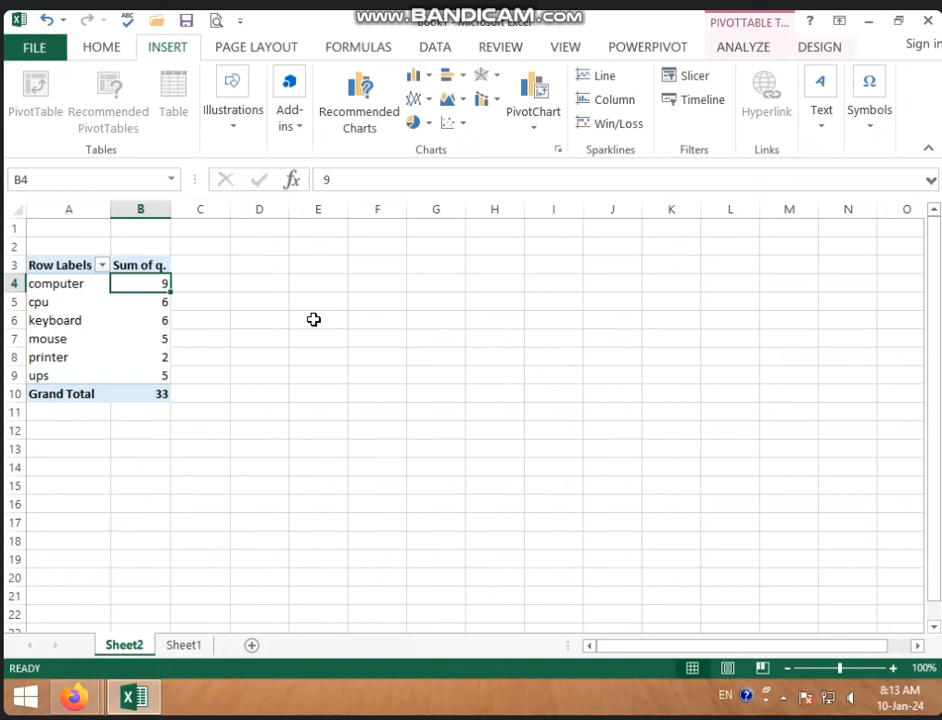 www.BANDICAM.com
PIVOTTABLE T...
?
FILE
HOME
INSERT
PAGE LAYOUT
FORMULAS
DATA
REVIEW
VIEW
POWERPIVOT
ANALYZE
DESIGN
Sign in
PivotTable
Recommended
PivotTables
Table
Illustrations
Add-
ins
Recommended
Charts
PivotChart
Line
Column
Win/Loss
Slicer
Timeline
Hyperlink
Text
Symbols
Tables
Charts
Sparklines
Filters
Links
B4
fx
9
A B C D E F G H I J K L M N O
1
2
3 Row Labels Sum of q.
4 computer 9
5 cpu 6
6 keyboard 6
7 mouse 5
8 printer 2
9 ups 5
10 Grand Total 33
11
12
13
14
15
16
17
18
19
20
21
22
Sheet2
Sheet1
READY
100%
EN
8:13 AM
10-Jan-24